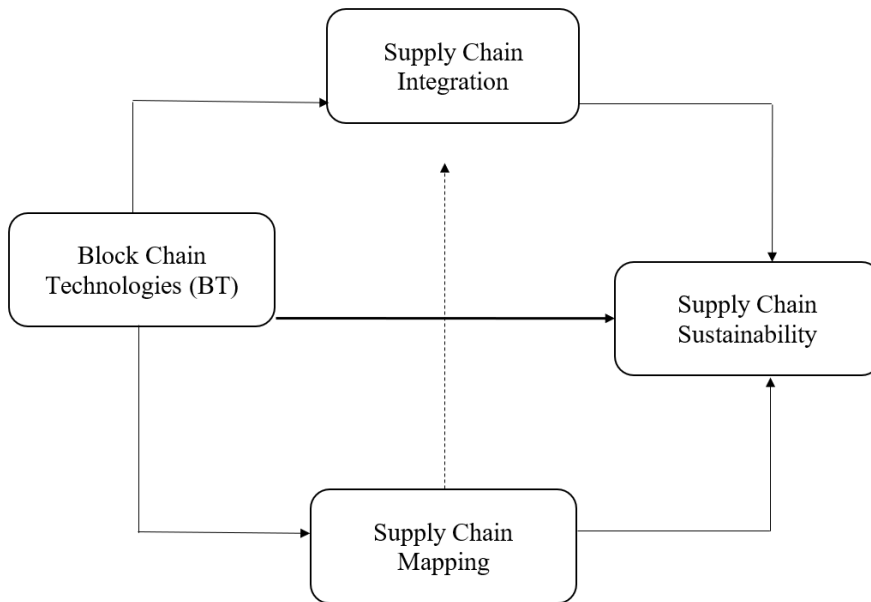 Supply Chain
Integration
Block Chain
Technologies (BT)
Supply Chain
Sustainability
Supply Chain
Mapping